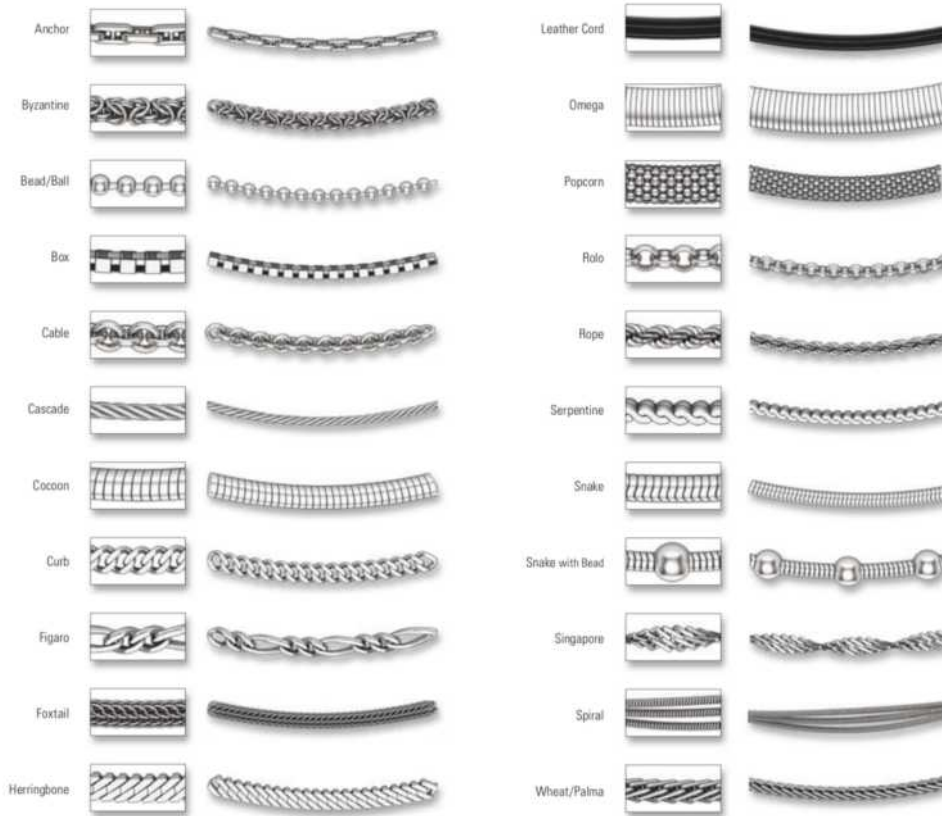 Anchor
Byzantine
Bead/Ball
Box
Cable
Cascade
Cocoon
Curb
Figaro
Foxtail
Herringbone
Leather Cord
Omega
Popcorn
Rolo
Rope
Serpentine
Snake
Snake with Bead
Singapore
Spiral
Wheat/Palma